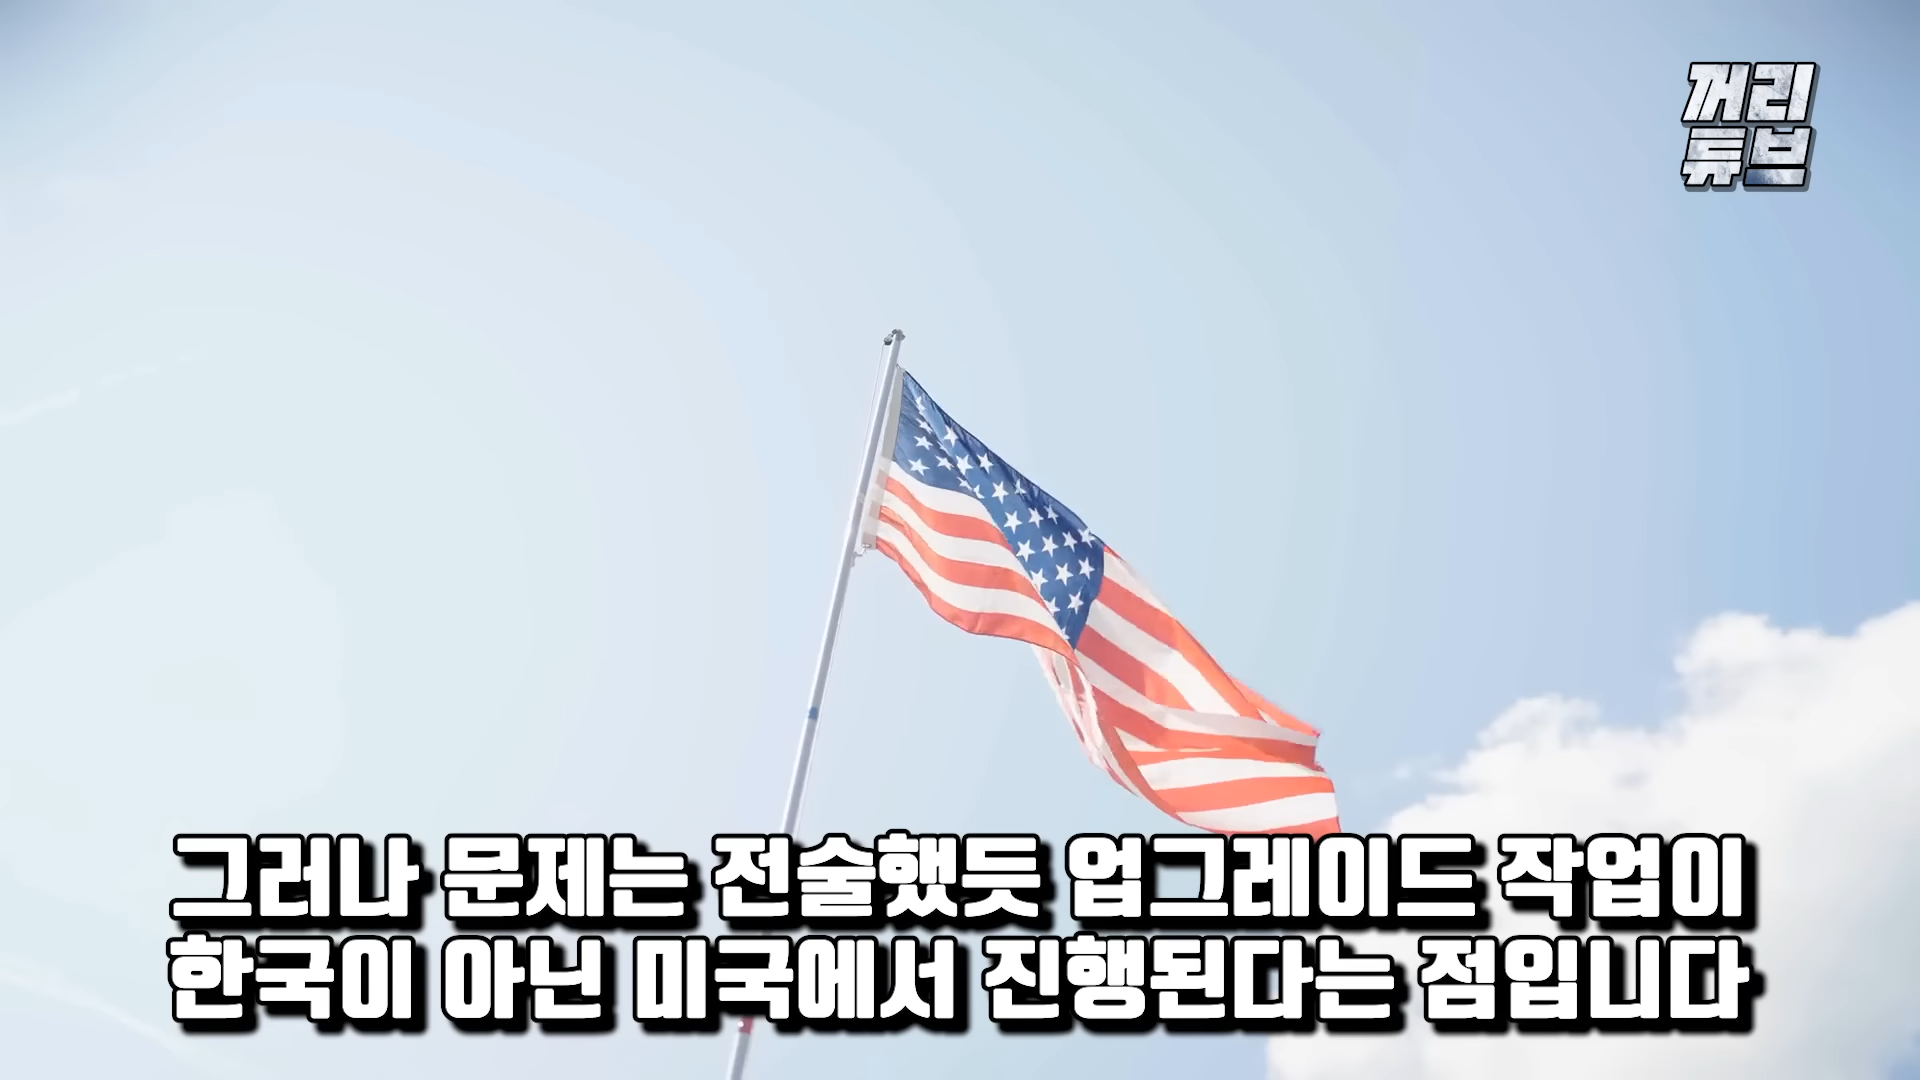 꺼리
튜브
그러나 문제는 전술했듯 업그레이드 작업이
한국이 아닌 미국에서 진행된다는 점입니다